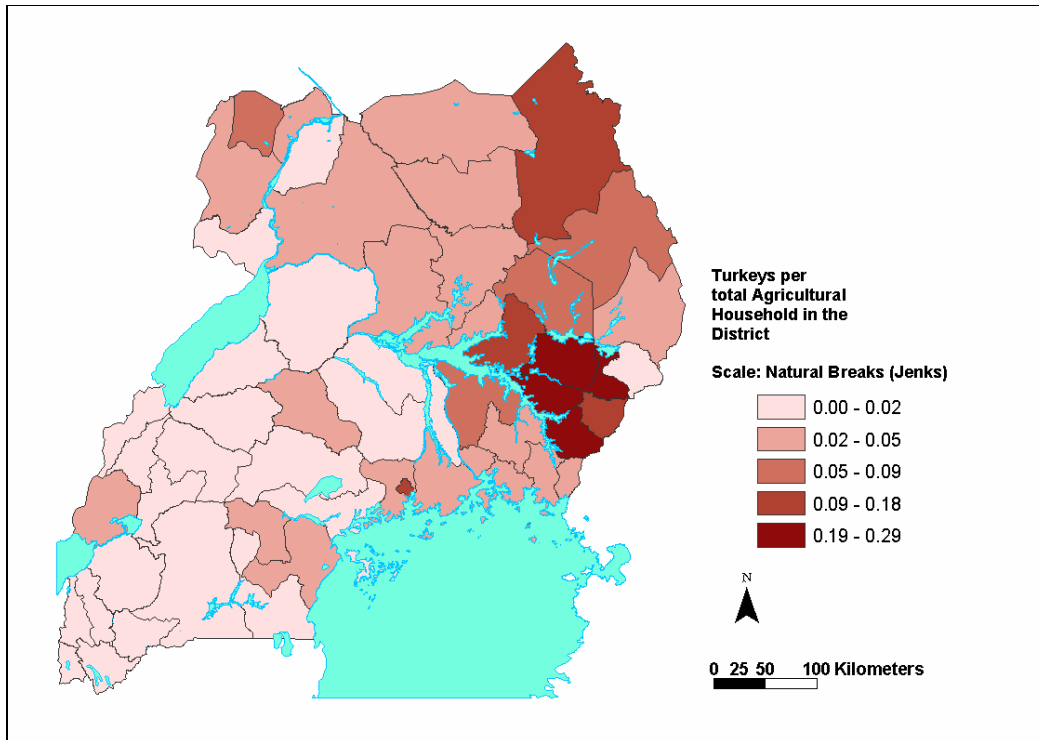 Turkeys per
total Agricultural
Household in the
District
Scale: Natural Breaks (Jenks)
0.00 - 0.02
0.02 - 0.05
0.05 - 0.09
0.09 - 0.18
0.19 - 0.29
N
0 25 50 100 Kilometers